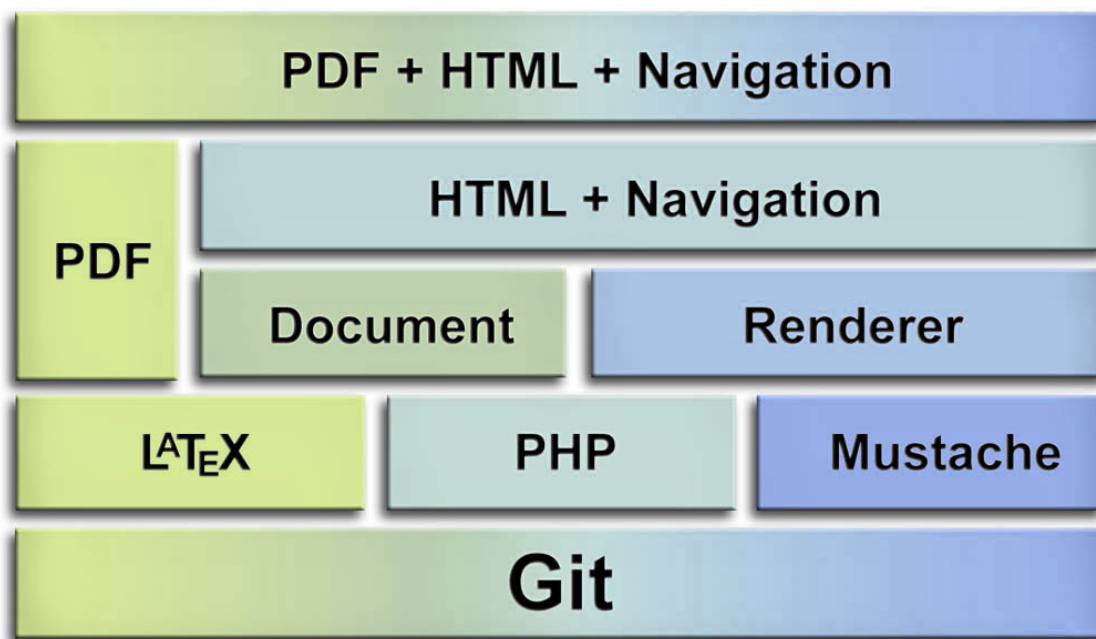 PDF + HTML + Navigation
HTML + Navigation
PDF
Document
Renderer
LATEX
PHP
Mustache
Git